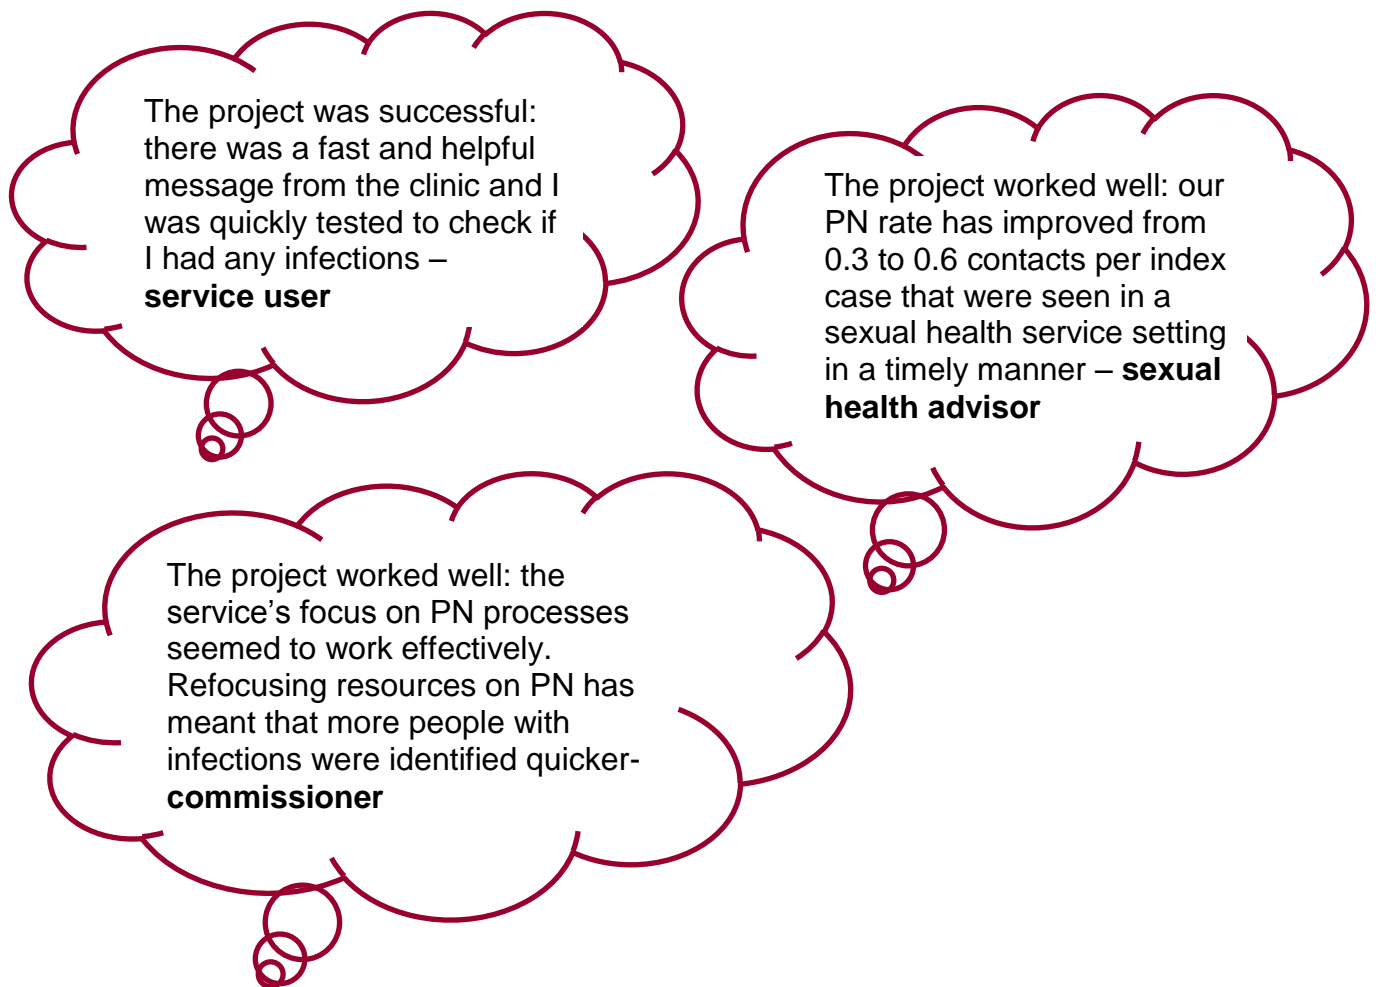 The project was successful:
there was a fast and helpful
message from the clinic and I
was quickly tested to check if
I had any infections –
service user
The project worked well: our
PN rate has improved from
0.3 to 0.6 contacts per index
case that were seen in a
sexual health service setting
in a timely manner – sexual
health advisor
The project worked well: the
service’s focus on PN processes
seemed to work effectively.
Refocusing resources on PN has
meant that more people with
infections were identified quicker-
commissioner